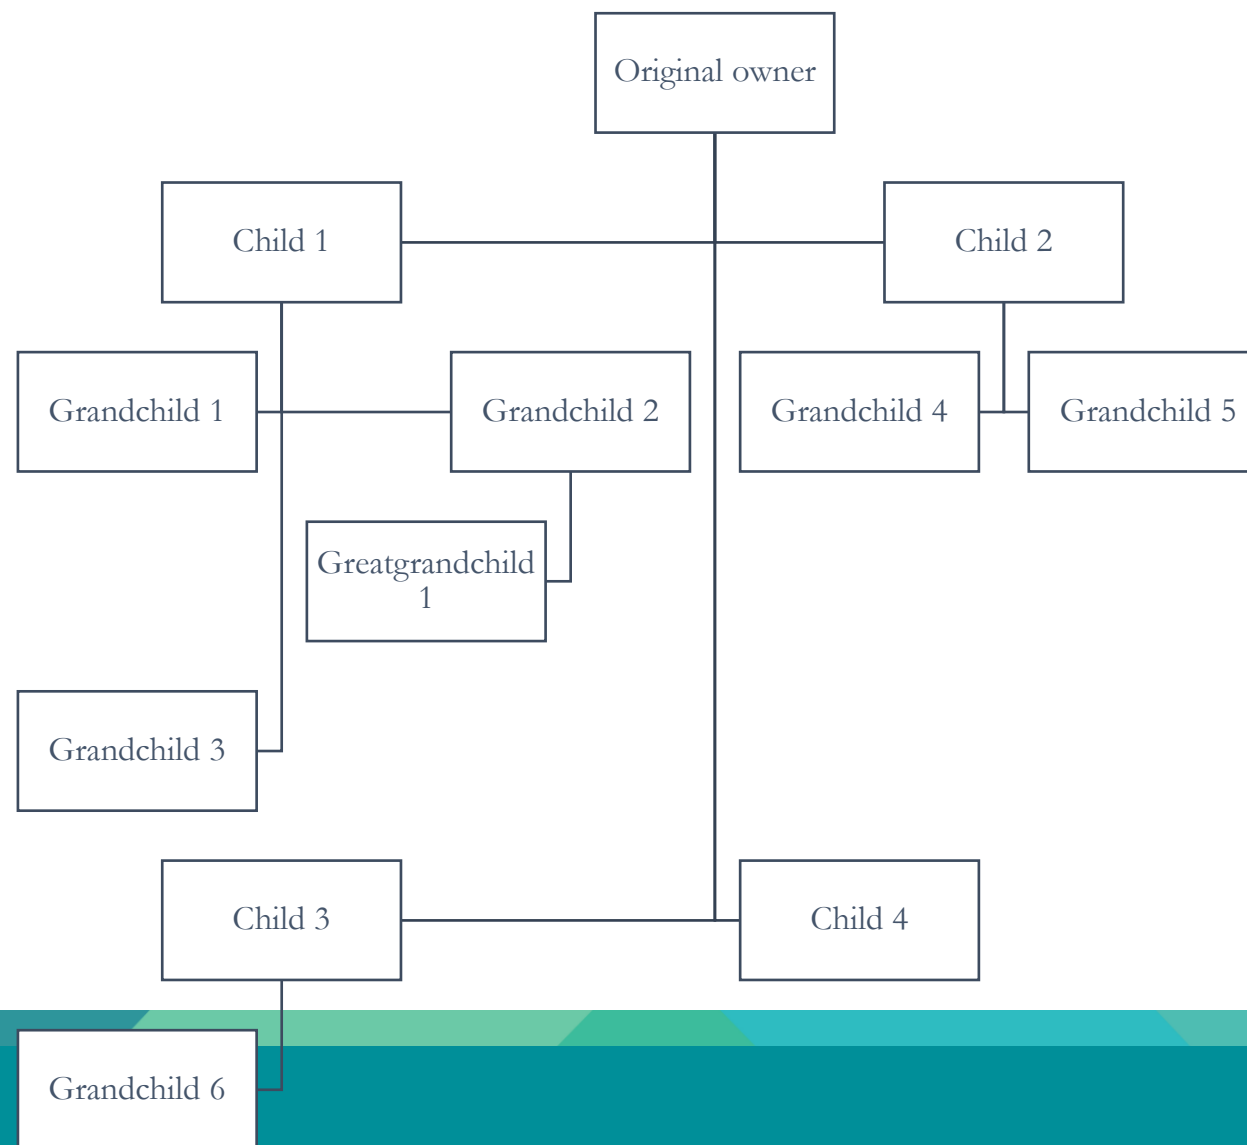 Original owner
Child 1
Child 2
Grandchild 1
Grandchild 2
Grandchild 4
Grandchild 5
Greatgrandchild
1
Grandchild 3
Child 3
Child 4
Grandchild 6